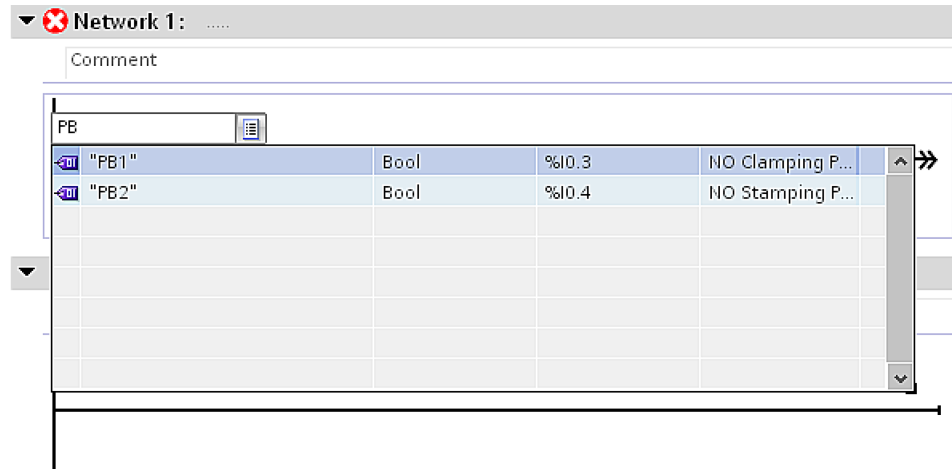 Network 1: .....
Comment
PB
"PB1" Bool %I0.3 NO Clamping P...
"PB2" Bool %I0.4 NO Stamping P...